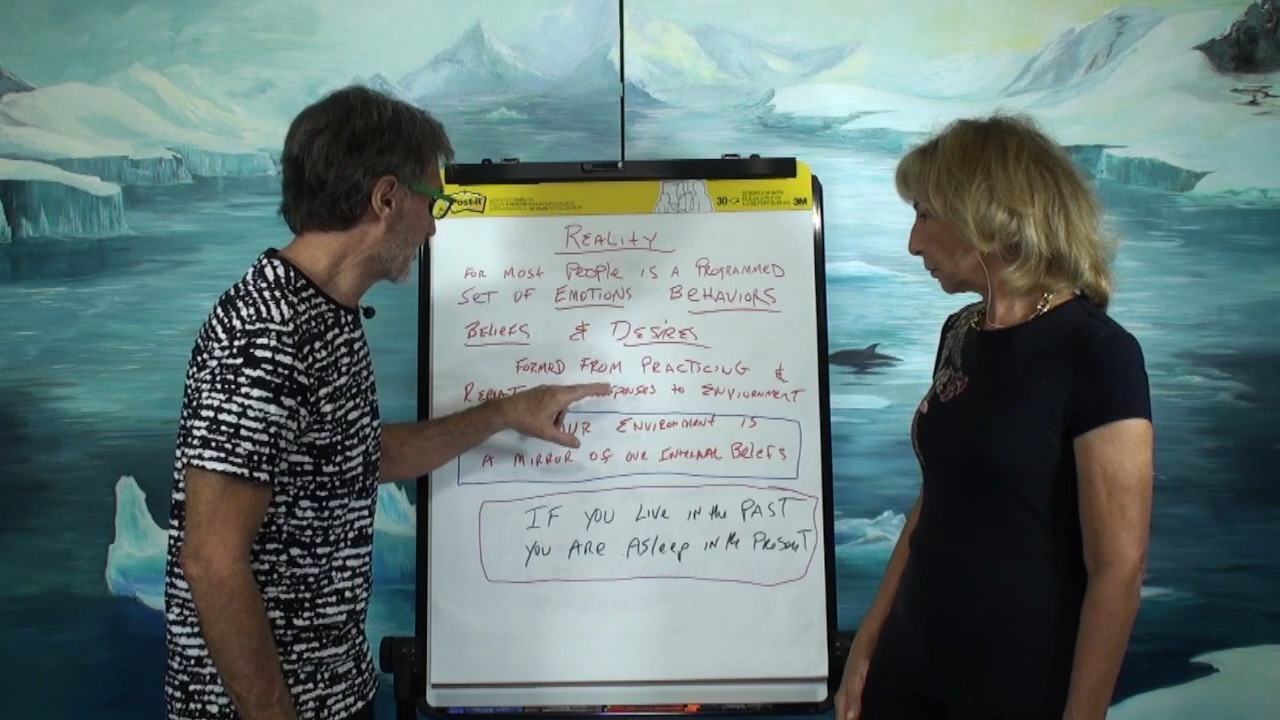 Post-it
30
3M
REALITY
FOR MOST PEOPLE IS A PROGRAMMED
SET OF EMOTIONS BEHAVIORS
BELIEFS & DESIRES
FORMED FROM PRACTICING &
TO ENVIORNMENT
ENVIRONMENT IS
A MIRROR OF OUR INTERNAL BELIEFS
IF YOU LIVE IN the PAST
YOU ARE ASleep IN the PRESENT